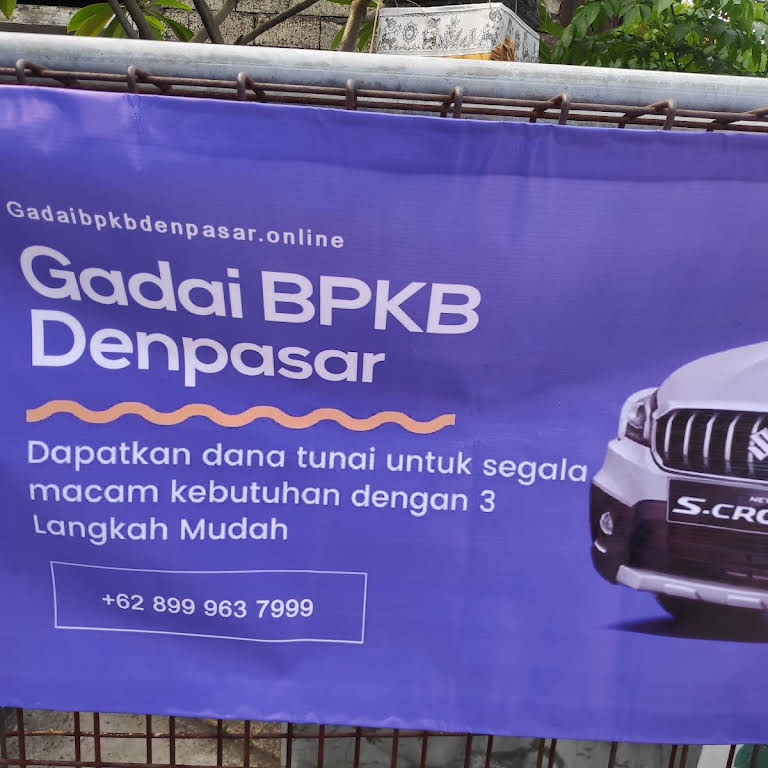 Gadaibpkbdenpasar.online
Gadai BPKB
Denpasar
Dapatkan dana tunai untuk segala
macam kebutuhan dengan 3
Langkah Mudah
+62 899 963 7999